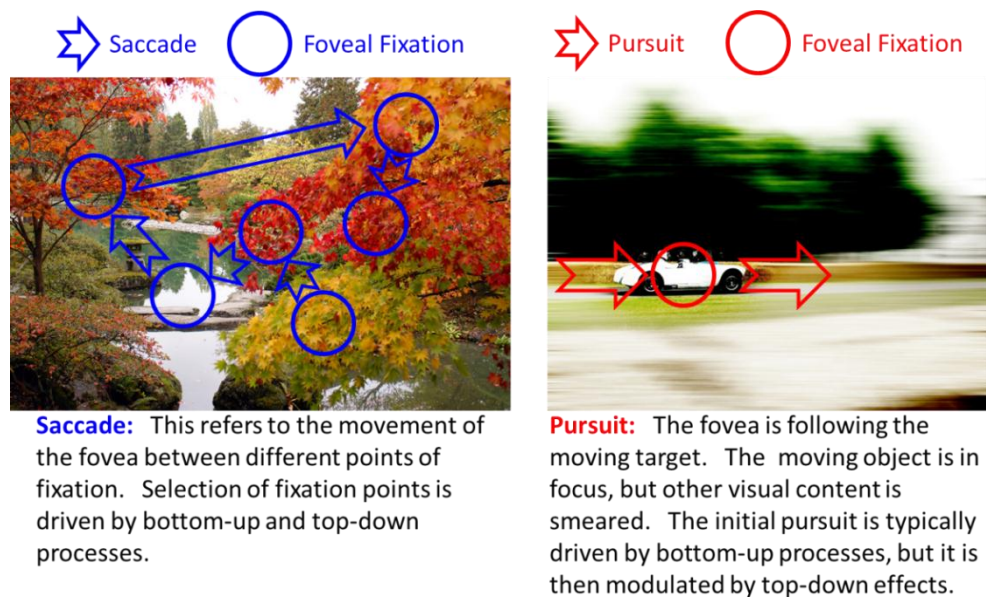 Saccade
Foveal Fixation
Pursuit
Foveal Fixation
Saccade: This refers to the movement of
the fovea between different points of
fixation. Selection of fixation points is
driven by bottom-up and top-down
processes.
Pursuit: The fovea is following the
moving target. The moving object is in
focus, but other visual content is
smeared. The initial pursuit is typically
driven by bottom-up processes, but it is
then modulated by top-down effects.